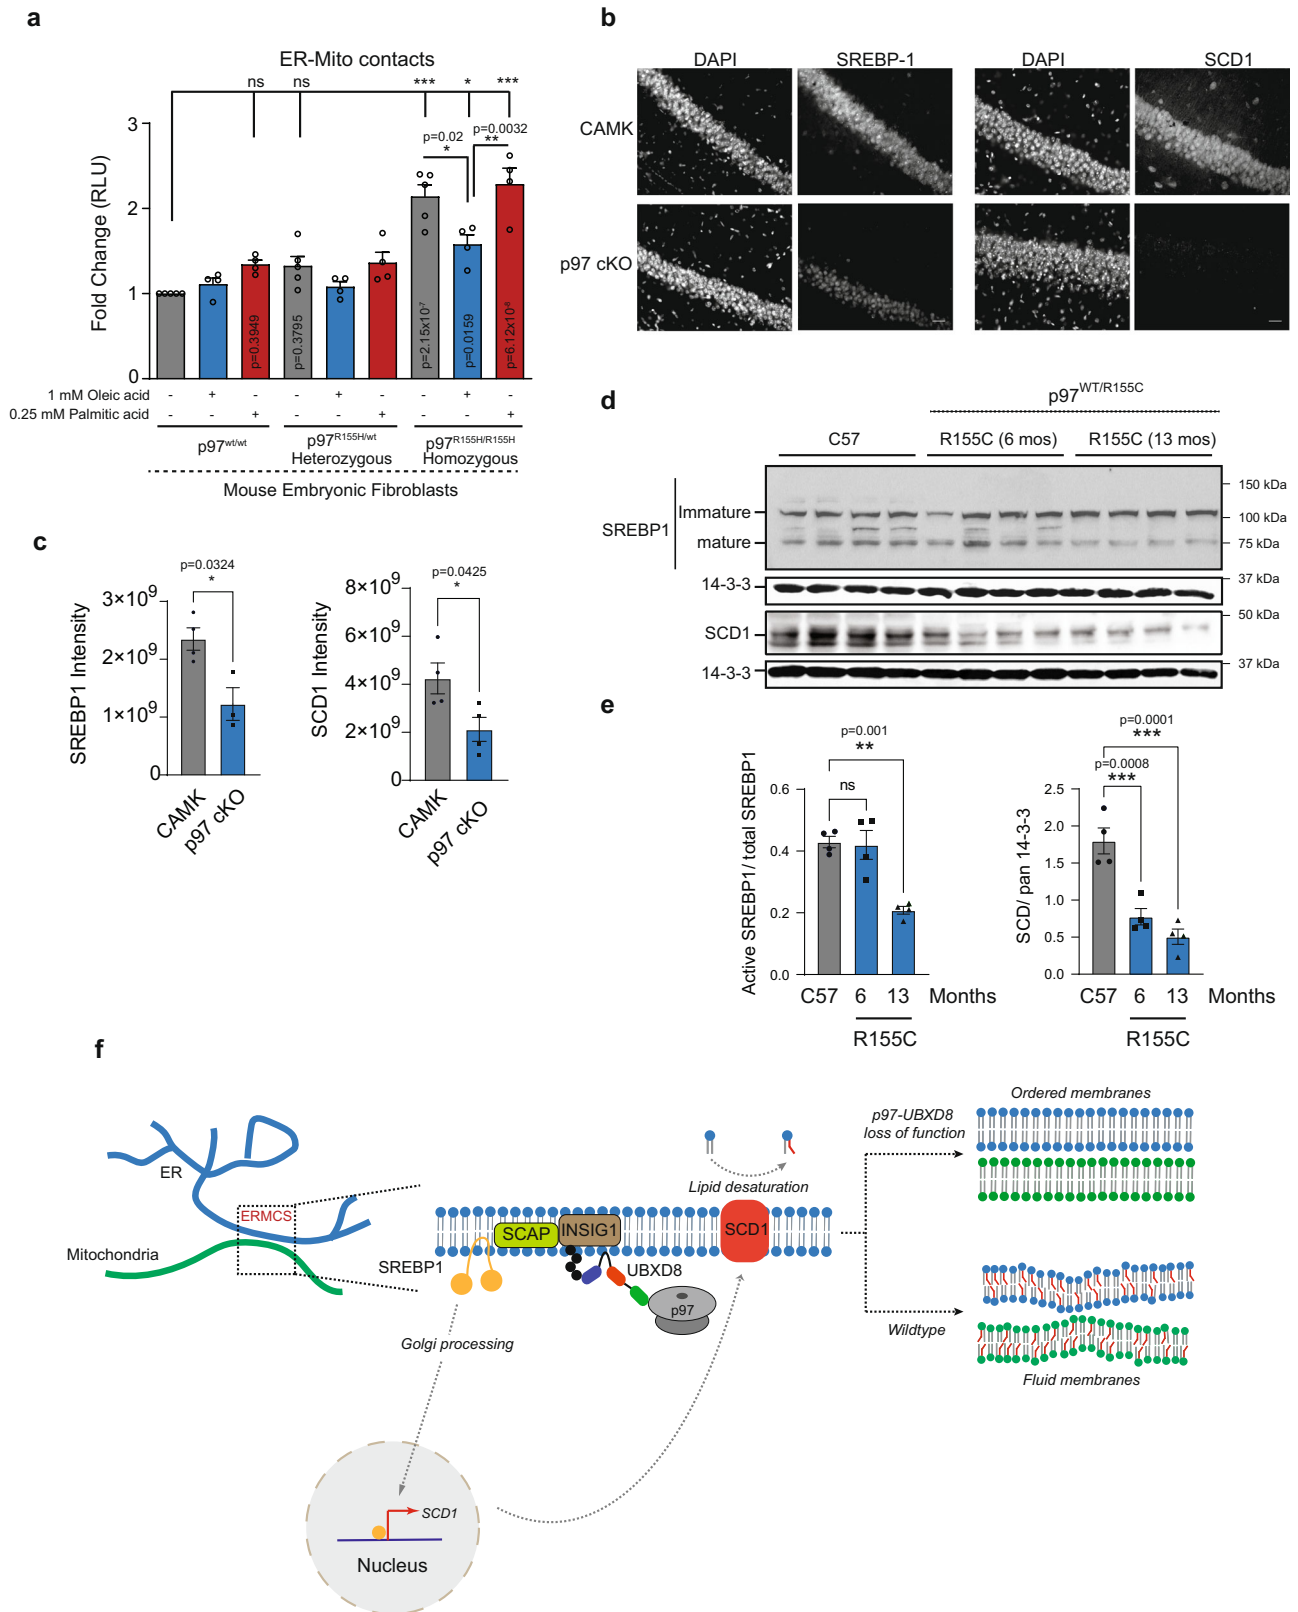 a
ER-Mito contacts
ns ns *** * ***
p=0.02 p=0.0032
* **
Fold Change (RLU)
3
2
1
0
p=0.3949
p=0.3795
p=2.15x10⁻⁷
p=0.0159
p=6.12x10⁻⁸
1 mM Oleic acid - + - - + - - + -
0.25 mM Palmitic acid - - + - - + - - +
p97wt/wt p97R155H/wt p97R155H/R155H
Heterozygous Homozygous
Mouse Embryonic Fibroblasts
b
DAPI SREBP-1 DAPI SCD1
CAMK
p97 cKO
c
p=0.0324
*
SREBP1 Intensity
3×10⁹
2×10⁹
1×10⁹
0
CAMK
p97 cKO
p=0.0425
*
SCD1 Intensity
8×10⁹
6×10⁹
4×10⁹
2×10⁹
0
CAMK
p97 cKO
d
p97WT/R155C
C57 R155C (6 mos) R155C (13 mos)
SREBP1
Immature
mature
150 kDa
100 kDa
75 kDa
14-3-3
37 kDa
SCD1
50 kDa
14-3-3
37 kDa
e
p=0.001
**
ns
Active SREBP1/ total SREBP1
0.6
0.4
0.2
0.0
C57 6 13 Months
R155C
p=0.0001
***
p=0.0008
***
SCD/ pan 14-3-3
2.5
2.0
1.5
1.0
0.5
0.0
C57 6 13 Months
R155C
f
ER
ERMCS
Mitochondria
SREBP1
SCAP
INSIG1
UBXD8
p97
Lipid desaturation
SCD1
Golgi processing
SCD1
Nucleus
p97-UBXD8
loss of function
Ordered membranes
Wildtype
Fluid membranes